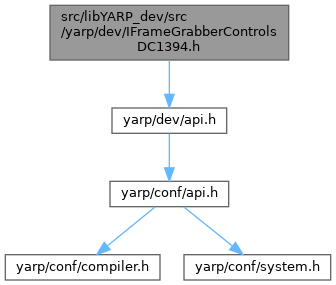 src/libYARP_dev/src
/yarp/dev/IFrameGrabberControls
DC1394.h
yarp/dev/api.h
yarp/conf/api.h
yarp/conf/compiler.h
yarp/conf/system.h